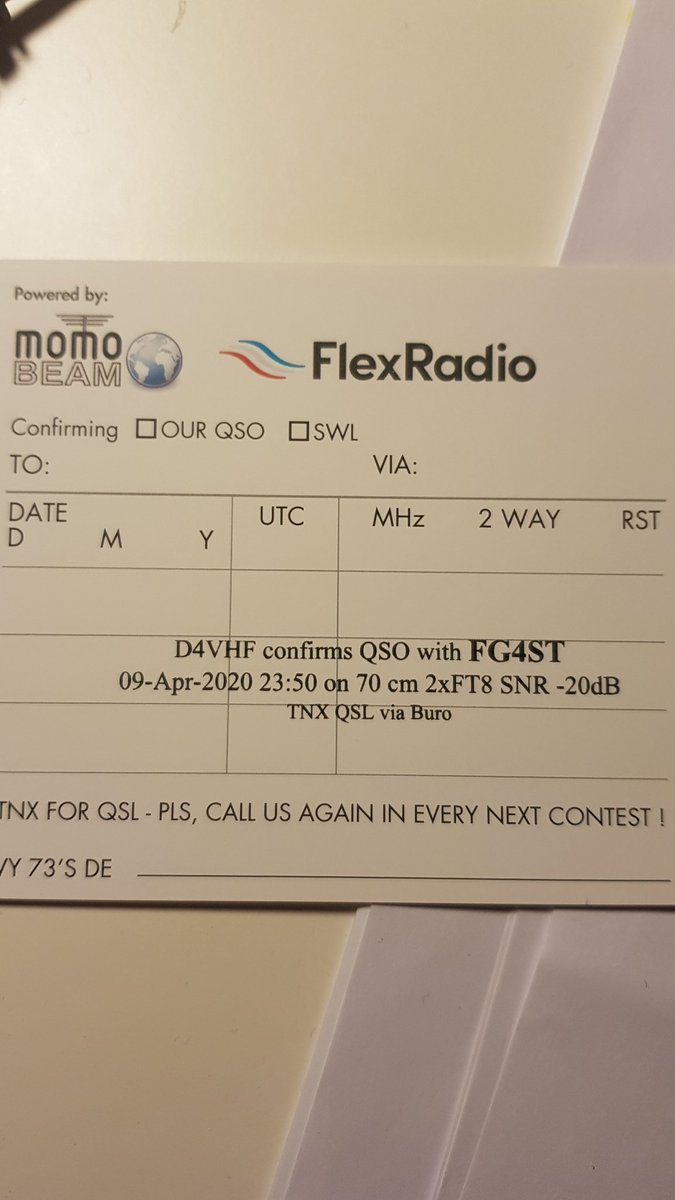 Powered by:
momo
BEAM
FlexRadio
Confirming OUR QSO SWL
TO: VIA:
DATE UTC MHz 2 WAY RST
D M Y
D4VHF confirms QSO with FG4ST
09-Apr-2020 23:50 on 70 cm 2xFT8 SNR -20dB
TNX QSL via Buro
TNX FOR QSL - PLS, CALL US AGAIN IN EVERY NEXT CONTEST !
VY 73'S DE